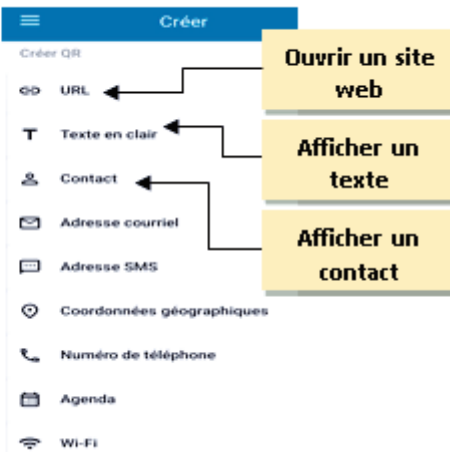 Créer
Créer QR
URL
Texte en clair
Contact
Adresse courriel
Adresse SMS
Coordonnées géographiques
Numéro de téléphone
Agenda
Wi-Fi
Ouvrir un site
web
Afficher un
texte
Afficher un
contact